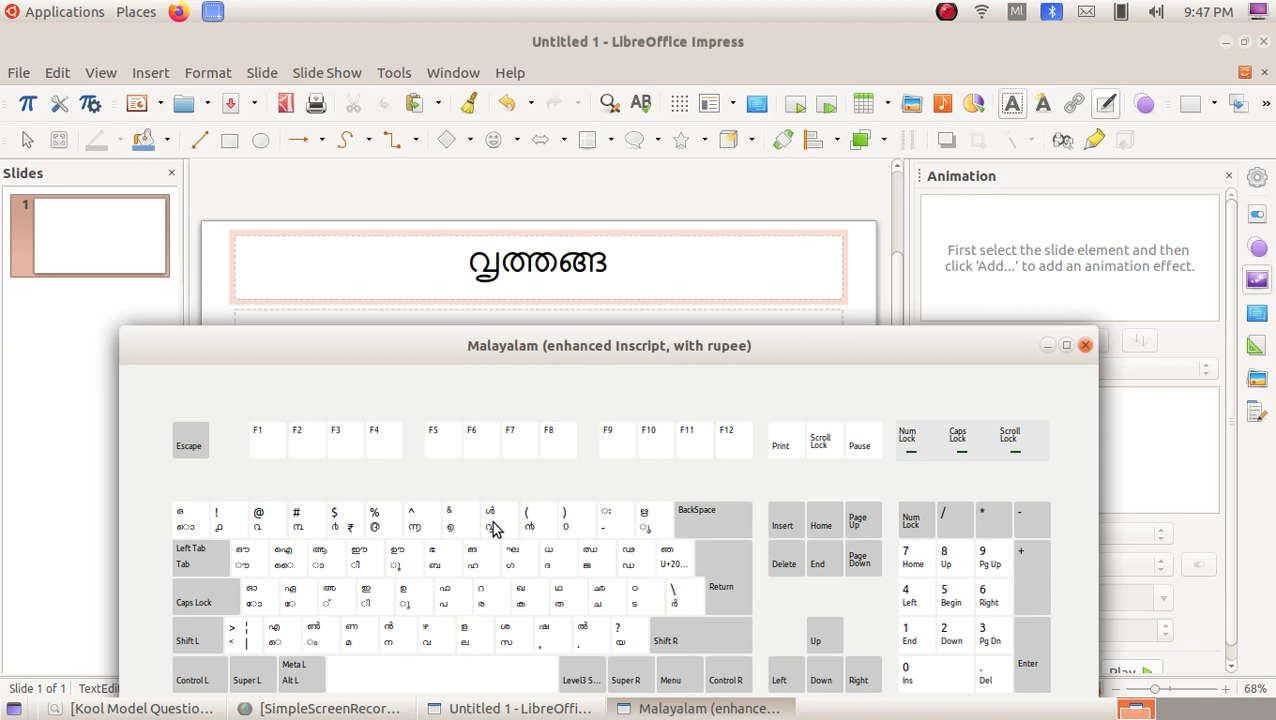 Applications Places Ml 9:47 PM
Untitled 1 - LibreOffice Impress
File Edit View Insert Format Slide Slide Show Tools Window Help
Slides
Animation
1
First select the slide element and then
click 'Add...' to add an animation effect.
വൃത്തങ്ങ
Malayalam (enhanced Inscript, with rupee)
Escape F1 F2 F3 F4 F5 F6 F7 F8 F9 F10 F11 F12 Print Scroll Lock Pause Num Lock Caps Lock Scroll Lock
! @ # $ % ^ & ൾ ( ) ഃ ഋ BackSpace Insert Home Page Up Num Lock / * -
Left Tab ഔ ഐ ആ ഈ ഊ ഭ ങ ഘ ധ ഝ ഢ ഞ Delete End Page Down 7 8 9 +
Tab ൗ ൈ ാ ീ ൂ ബ ഹ ഗ ദ ജ ഡ U+20... Home Up Pg Up
Caps Lock ഓ ഏ അ ഇ ഉ ഫ റ ഖ ഥ ഛ ഠ \ Return 4 5 6
ോ േ ് ി ു പ ര ക ത ച ട ർ Left Begin Right
Shift L > ¦ എ ൺ ണ ൻ ഴ ള ശ ഷ ൽ ? Shift R Up 1 2 3
< | െ ം മ ന വ ല സ , . യ End Down Pg Dn Enter
Control L Super L Meta L Alt L Level3 S... Super R Menu Control R Left Down Right 0 Ins . Del
Play
Slide 1 of 1 TextEdi 68%
[Kool Model Questio... [SimpleScreenRecor... Untitled 1 - LibreOffi... Malayalam (enhance...